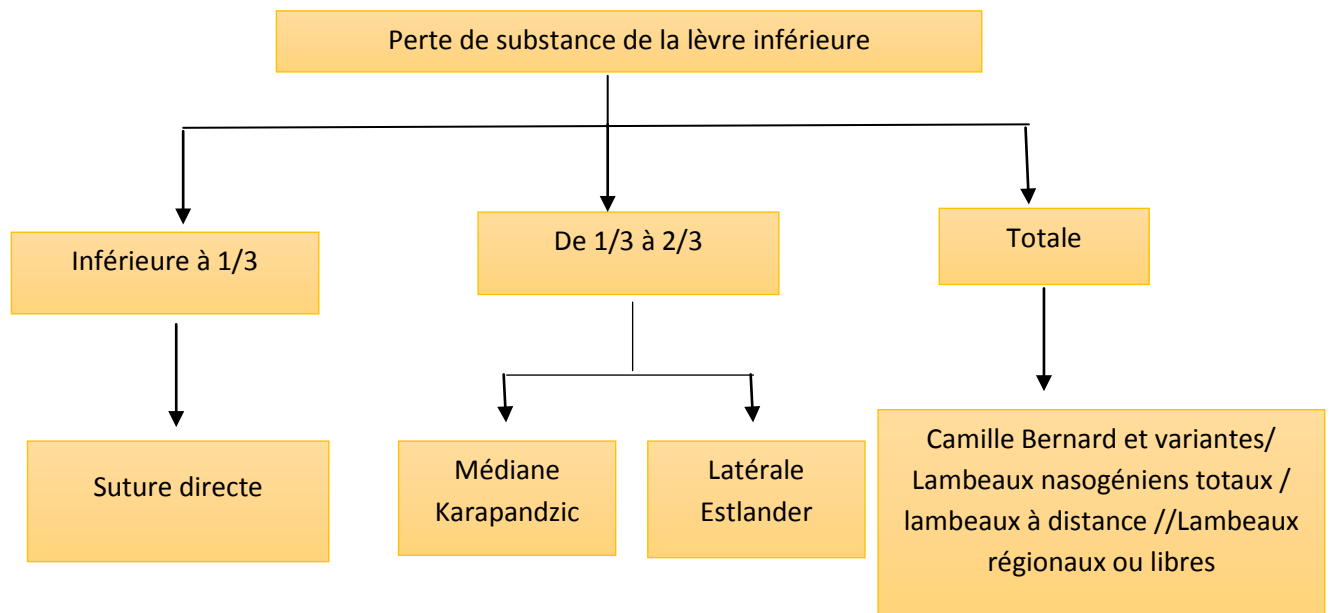 Perte de substance de la lèvre inférieure
Inférieure à 1/3
De 1/3 à 2/3
Totale
Suture directe
Médiane
Karapandzic
Latérale
Estlander
Camille Bernard et variantes/
Lambeaux nasogéniens totaux /
lambeaux à distance //Lambeaux
régionaux ou libres